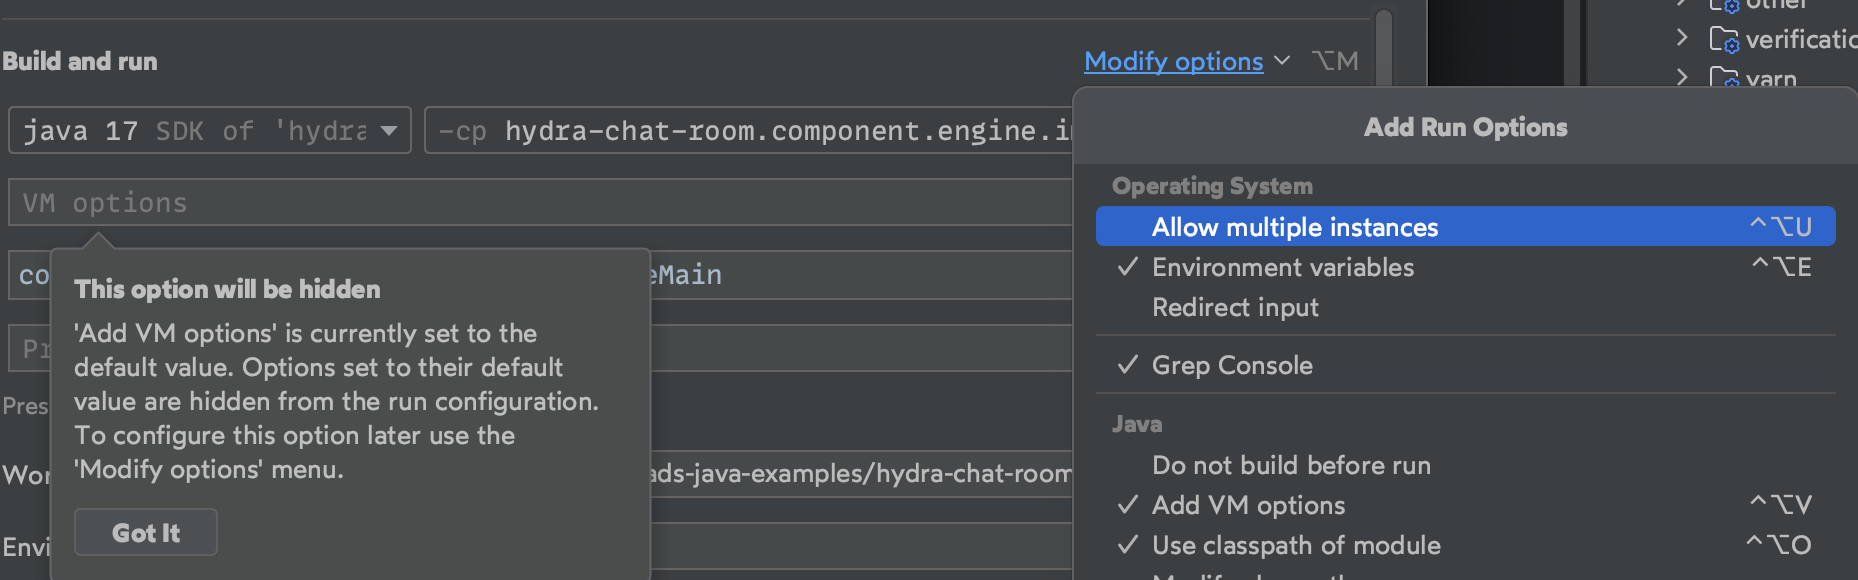 other
Build and run
Modify options ⌥M
verificatic
yarn
java 17 SDK of 'hydra
-cp hydra-chat-room.component.engine.i
Add Run Options
VM options
Operating System
Allow multiple instances ^⌥U
This option will be hidden
co
eMain
Environment variables ^⌥E
Redirect input
'Add VM options' is currently set to the
default value. Options set to their default
value are hidden from the run configuration.
To configure this option later use the
'Modify options' menu.
Got It
Pr
Pres
Wor
ads-java-examples/hydra-chat-room
Envi
Grep Console
Java
Do not build before run
Add VM options ^⌥V
Use classpath of module ^⌥O